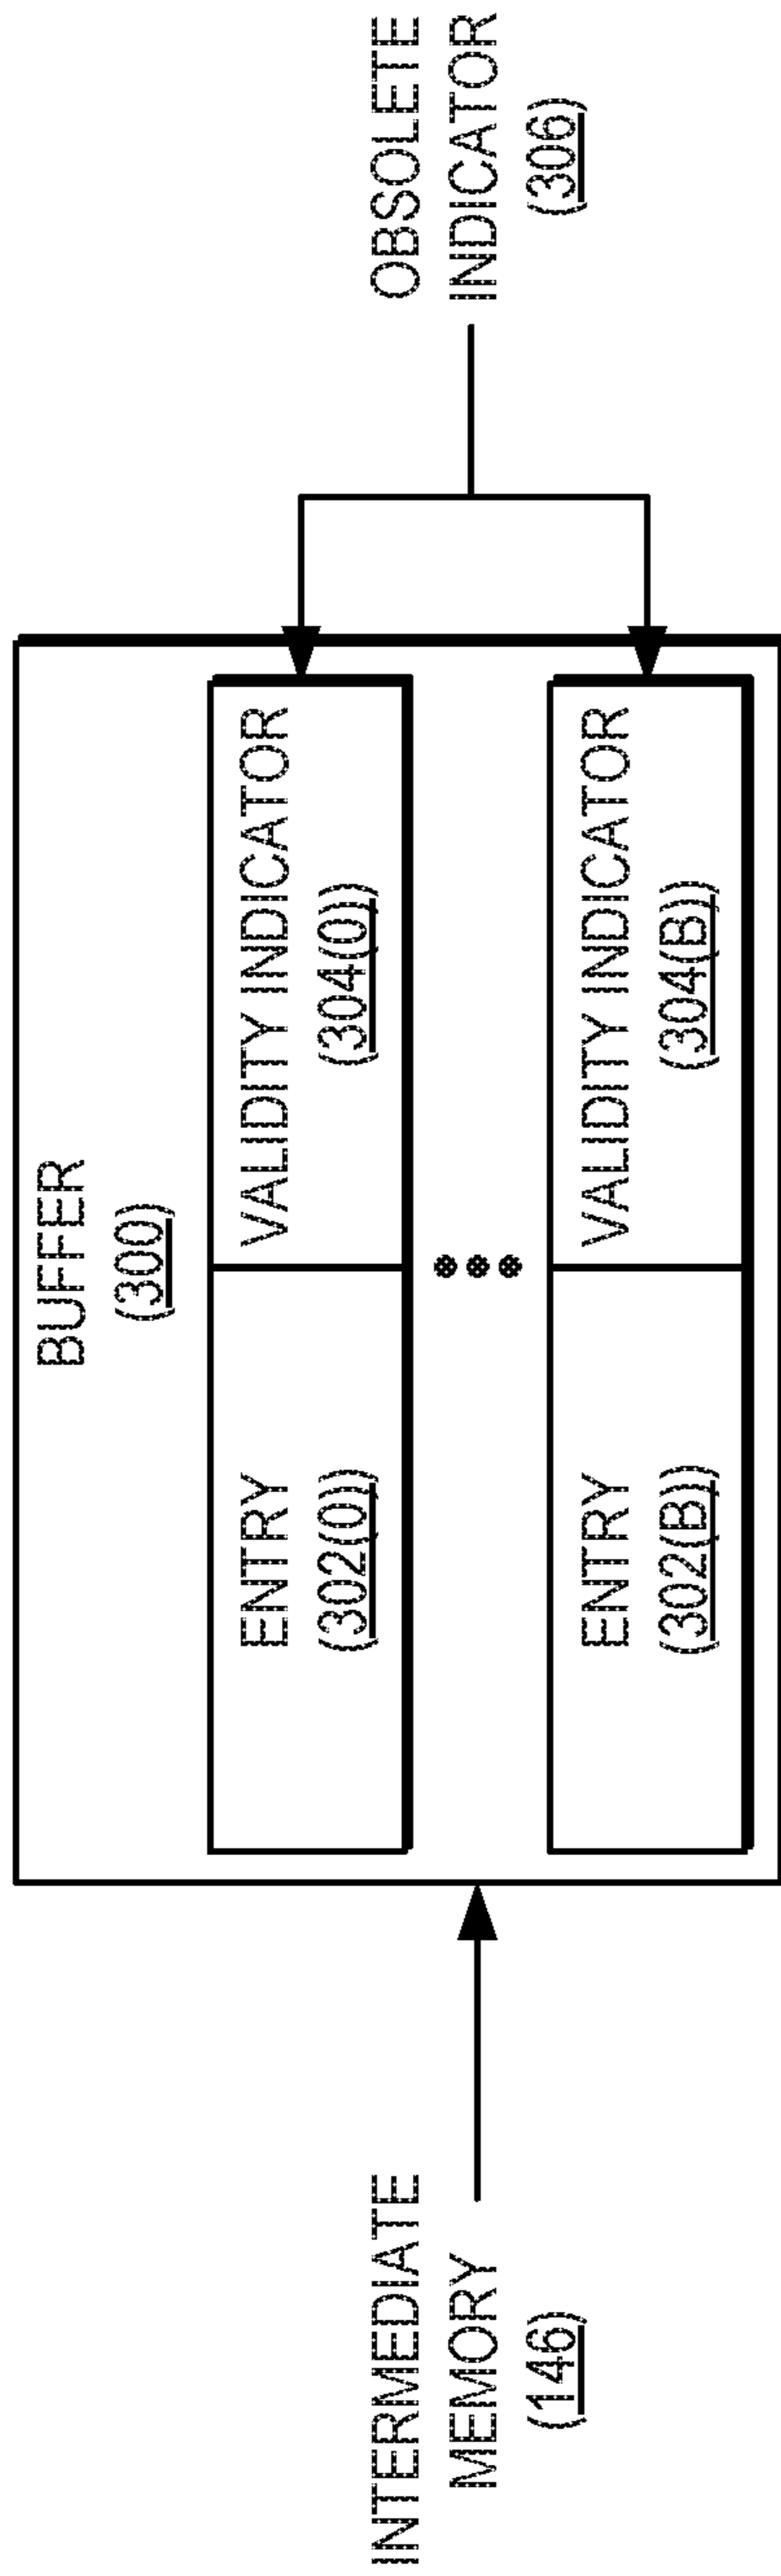 BUFFER
(300)
ENTRY
(302(0))
VALIDITY INDICATOR
(304(0))
INTERMEDIATE
MEMORY
(146)
OBSOLETE
INDICATOR
(306)
ENTRY
(302(B))
VALIDITY INDICATOR
(304(B))